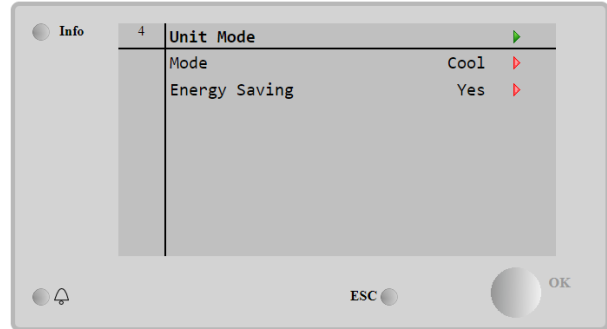 Info
4 Unit Mode
Mode Cool
Energy Saving Yes
ESC
OK